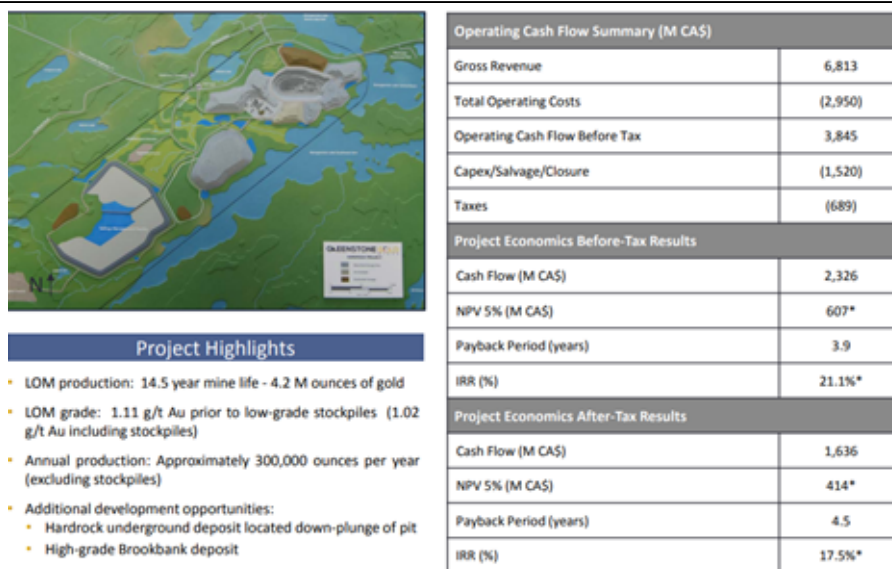 GREENSTONE
N
Project Highlights
LOM production: 14.5 year mine life - 4.2 M ounces of gold
LOM grade: 1.11 g/t Au prior to low-grade stockpiles (1.02
g/t Au including stockpiles)
Annual production: Approximately 300,000 ounces per year
(excluding stockpiles)
Additional development opportunities:
Hardrock underground deposit located down-plunge of pit
High-grade Brookbank deposit
Operating Cash Flow Summary (M CA$)
Gross Revenue 6,813
Total Operating Costs (2,950)
Operating Cash Flow Before Tax 3,845
Capex/Salvage/Closure (1,520)
Taxes (689)
Project Economics Before-Tax Results
Cash Flow (M CA$) 2,326
NPV 5% (M CA$) 607*
Payback Period (years) 3.9
IRR (%) 21.1%*
Project Economics After-Tax Results
Cash Flow (M CA$) 1,636
NPV 5% (M CA$) 414*
Payback Period (years) 4.5
IRR (%) 17.5%*